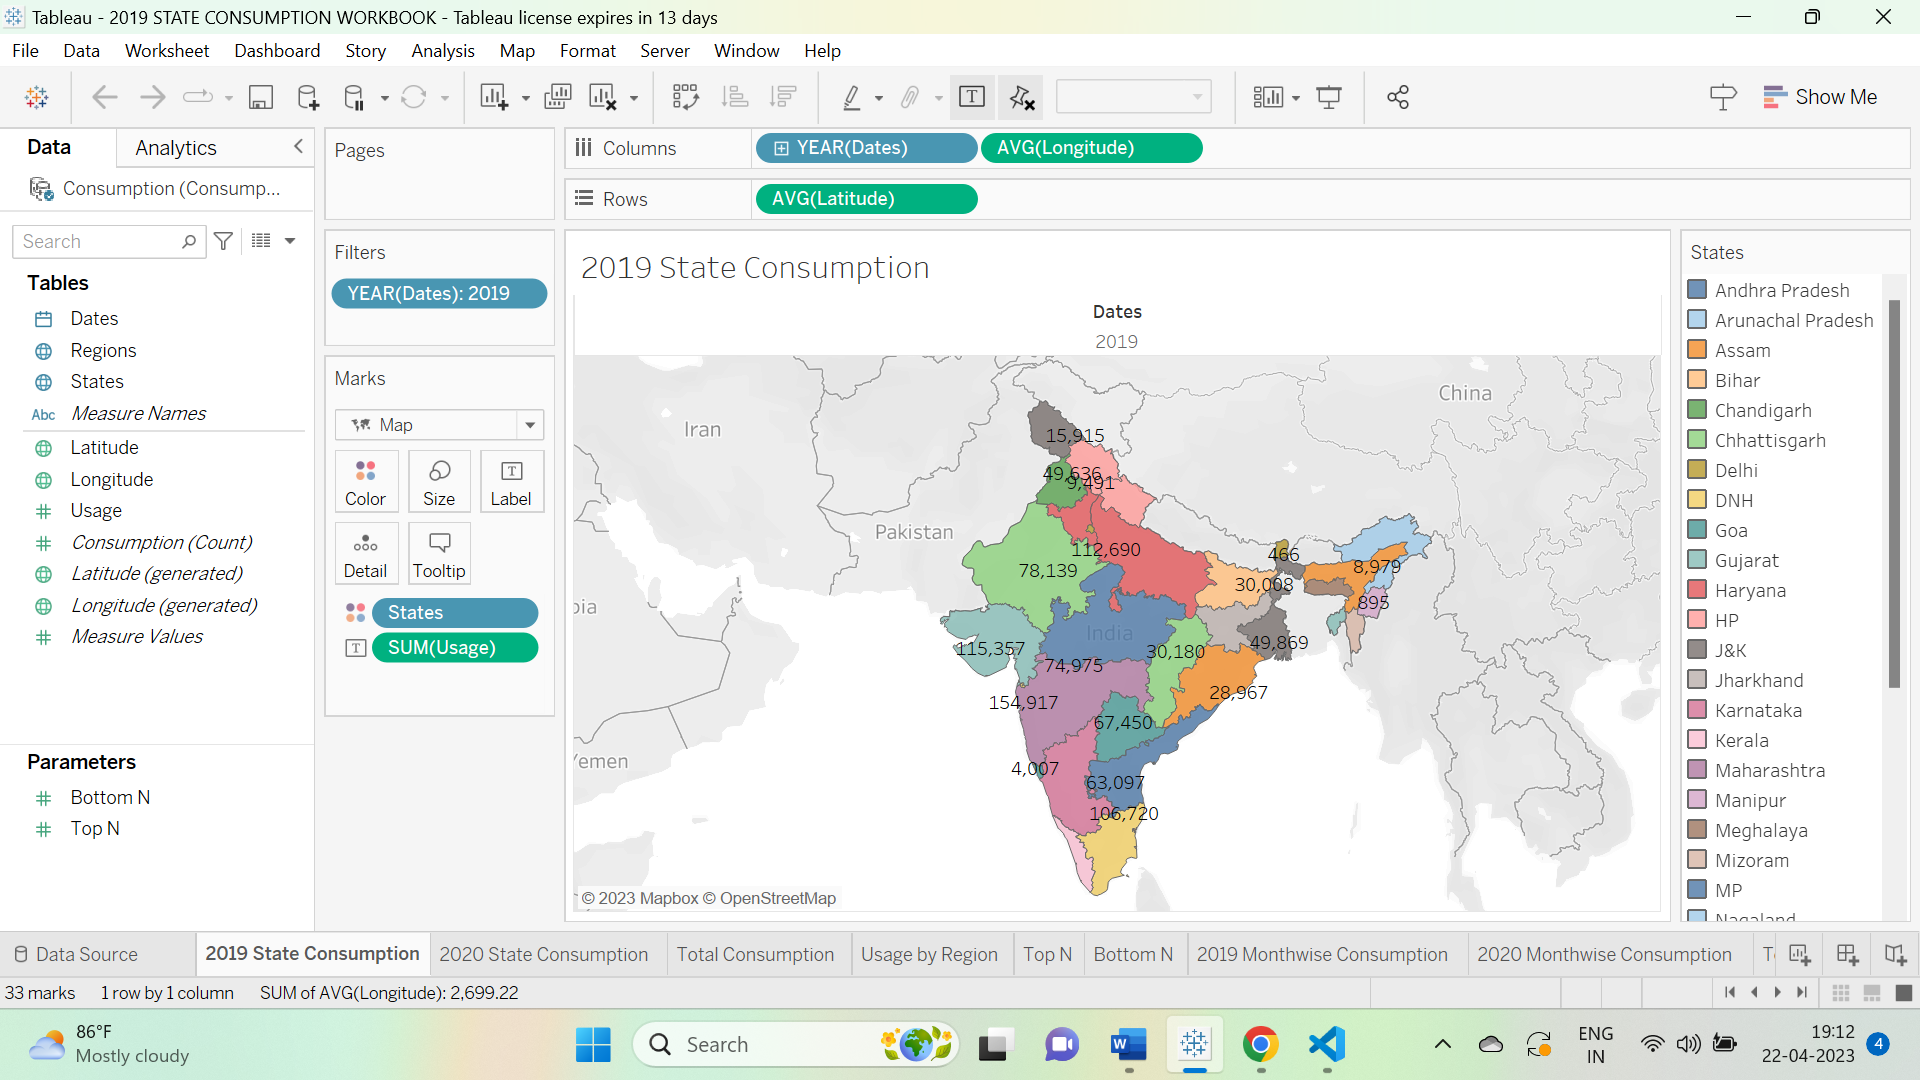 Tableau - 2019 STATE CONSUMPTION WORKBOOK - Tableau license expires in 13 days
File Data Worksheet Dashboard Story Analysis Map Format Server Window Help
Show Me
Data
Analytics
Consumption (Consump...
Search
Tables
Dates
Regions
States
Abc Measure Names
Latitude
Longitude
Usage
Consumption (Count)
Latitude (generated)
Longitude (generated)
Measure Values
Parameters
Bottom N
Top N
Pages
Filters
YEAR(Dates): 2019
Marks
Map
Color
Size
Label
Detail
Tooltip
States
SUM(Usage)
Columns
YEAR(Dates)
AVG(Longitude)
Rows
AVG(Latitude)
2019 State Consumption
Dates
2019
China
Iran
15,915
49,636
9,491
Pakistan
112,690
466
78,139
8,979
30,008
895
India
115,357
49,869
74,975
30,180
154,917
28,967
67,450
4,007
63,097
106,720
© 2023 Mapbox © OpenStreetMap
States
Andhra Pradesh
Arunachal Pradesh
Assam
Bihar
Chandigarh
Chhattisgarh
Delhi
DNH
Goa
Gujarat
Haryana
HP
J&K
Jharkhand
Karnataka
Kerala
Maharashtra
Manipur
Meghalaya
Mizoram
MP
Nagaland
Data Source
2019 State Consumption
2020 State Consumption
Total Consumption
Usage by Region
Top N
Bottom N
2019 Monthwise Consumption
2020 Monthwise Consumption
33 marks 1 row by 1 column SUM of AVG(Longitude): 2,699.22
86°F
Mostly cloudy
Search
ENG
IN
19:12
22-04-2023
4